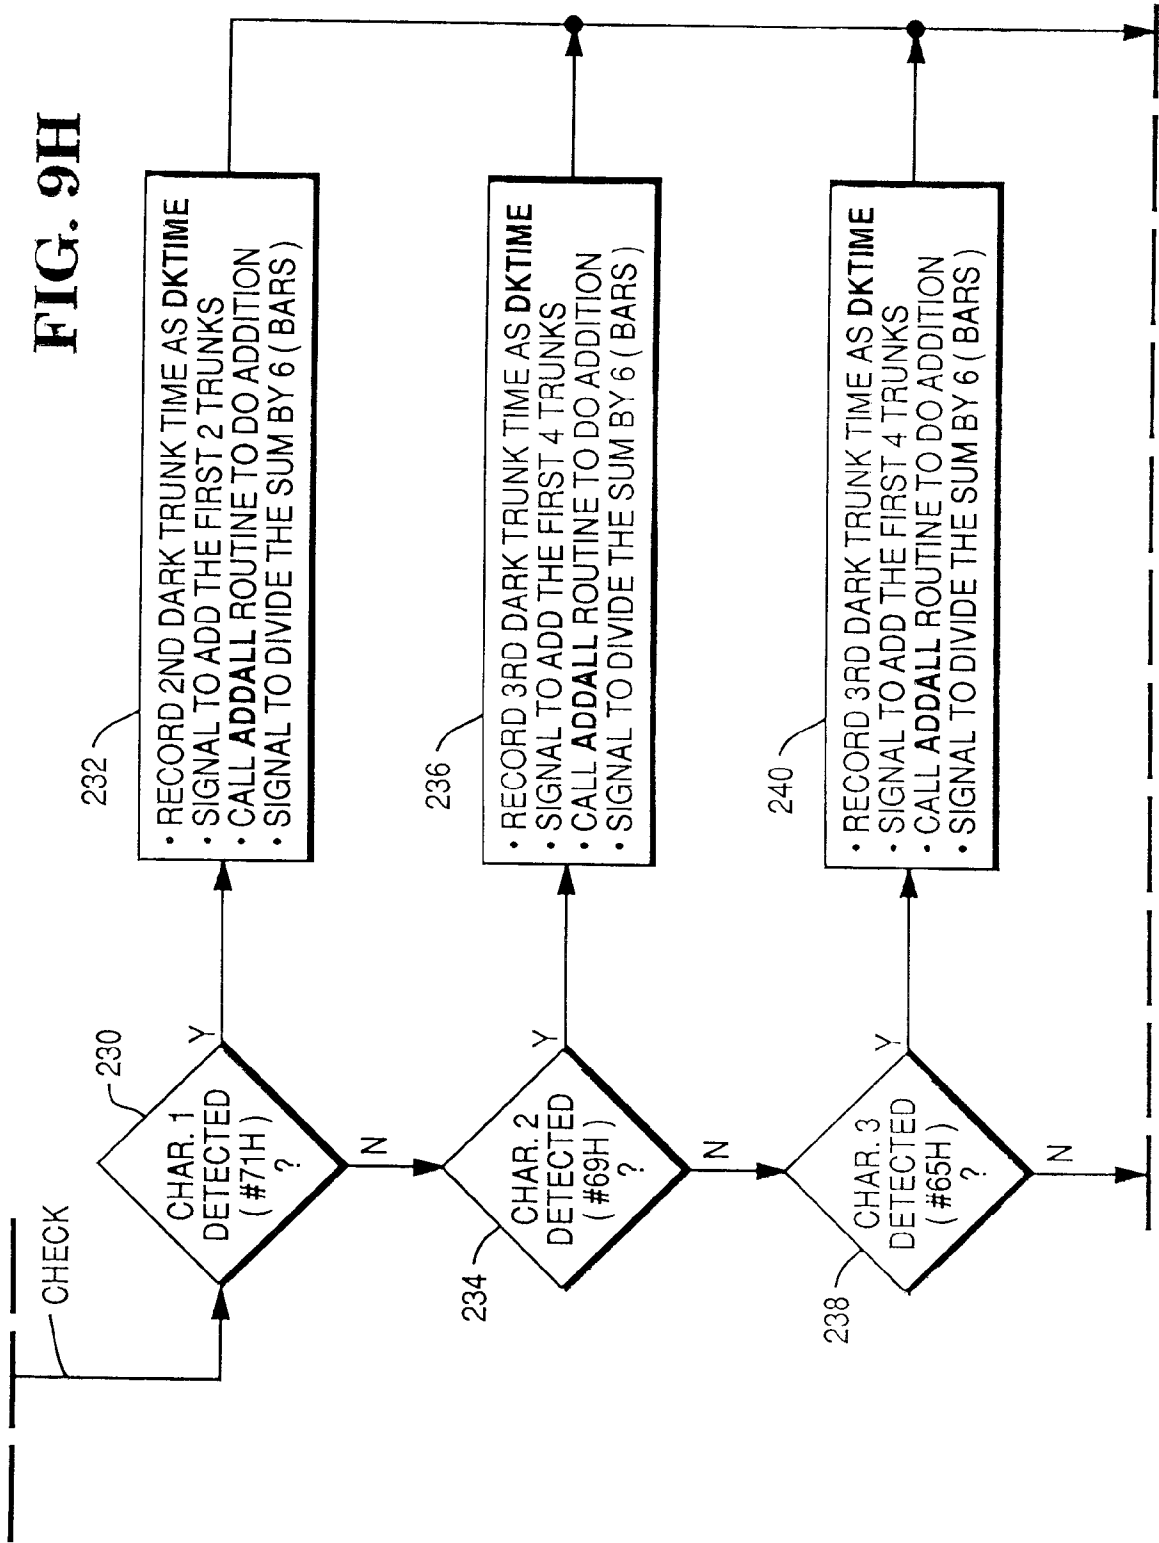 FIG. 9H
CHECK
230
CHAR. 1
DETECTED
( #71H )
?
Y
N
232
• RECORD 2ND DARK TRUNK TIME AS DKTIME
• SIGNAL TO ADD THE FIRST 2 TRUNKS
• CALL ADDALL ROUTINE TO DO ADDITION
• SIGNAL TO DIVIDE THE SUM BY 6 ( BARS )
234
CHAR. 2
DETECTED
( #69H )
?
Y
N
236
• RECORD 3RD DARK TRUNK TIME AS DKTIME
• SIGNAL TO ADD THE FIRST 4 TRUNKS
• CALL ADDALL ROUTINE TO DO ADDITION
• SIGNAL TO DIVIDE THE SUM BY 6 ( BARS )
238
CHAR. 3
DETECTED
( #65H )
?
Y
N
240
• RECORD 3RD DARK TRUNK TIME AS DKTIME
• SIGNAL TO ADD THE FIRST 4 TRUNKS
• CALL ADDALL ROUTINE TO DO ADDITION
• SIGNAL TO DIVIDE THE SUM BY 6 ( BARS )